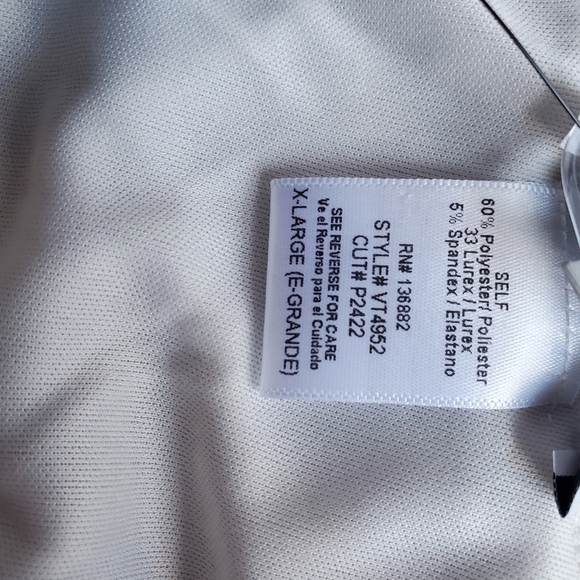 SELF
60% Polyester/ Poliester
33 Lurex / Lurex
5% Spandex / Elastano
RN# 136882
STYLE# VT4952
CUT# P2422
SEE REVERSE FOR CARE
Ve el Reverso para el Cuidado
X-LARGE (E-GRANDE)